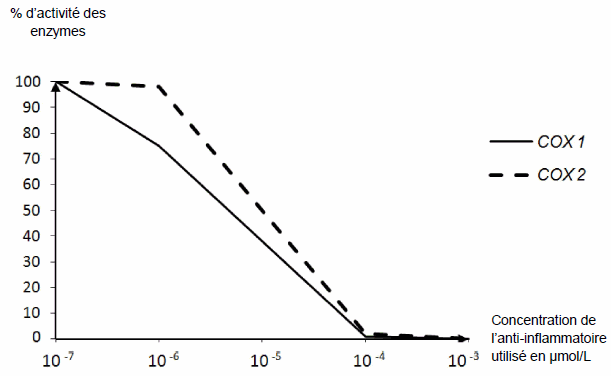 % d'activité des
enzymes
100
90
80
70
60
50
40
30
20
10
0
COX 1
COX 2
Concentration de
l'anti-inflammatoire
utilisé en µmol/L
10⁻⁷ 10⁻⁶ 10⁻⁵ 10⁻⁴ 10⁻³